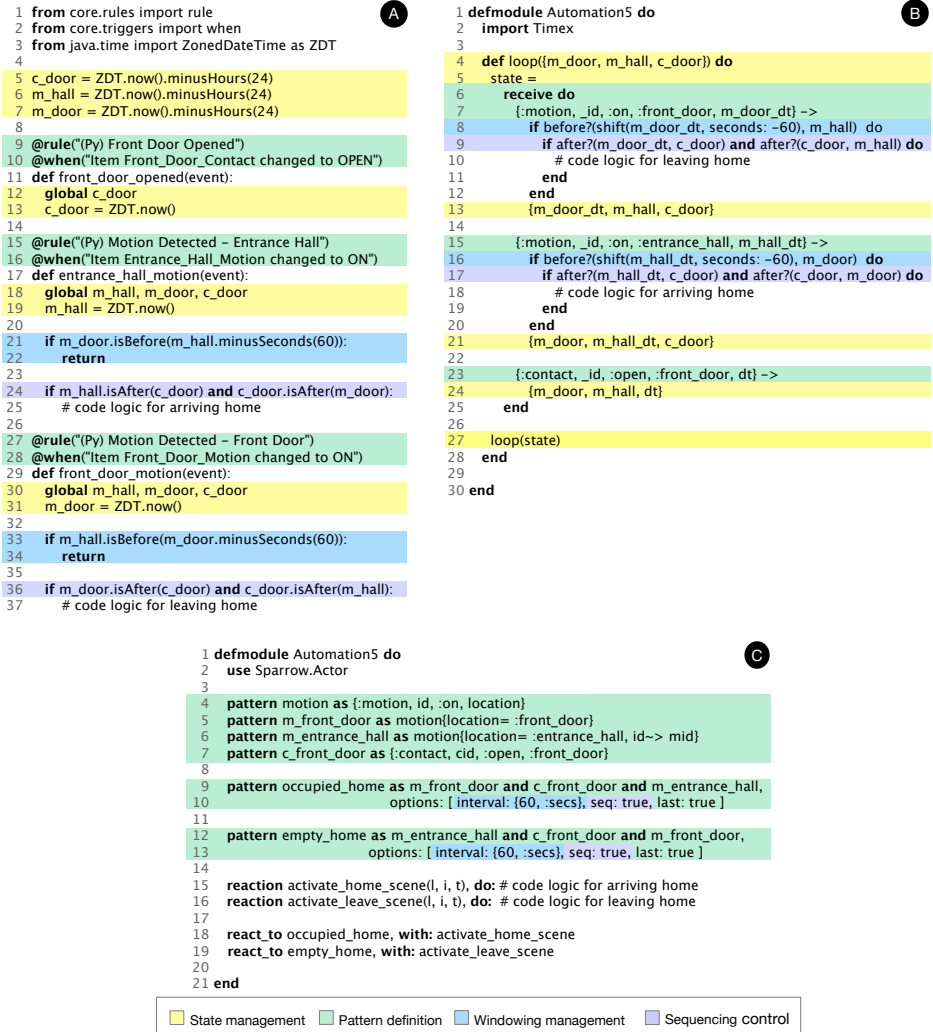 A
1 from core.rules import rule
2 from core.triggers import when
3 from java.time import ZonedDateTime as ZDT
4
5 c_door = ZDT.now().minusHours(24)
6 m_hall = ZDT.now().minusHours(24)
7 m_door = ZDT.now().minusHours(24)
8
9 @rule("(Py) Front Door Opened")
10 @when("Item Front_Door_Contact changed to OPEN")
11 def front_door_opened(event):
12 global c_door
13 c_door = ZDT.now()
14
15 @rule("(Py) Motion Detected – Entrance Hall")
16 @when("Item Entrance_Hall_Motion changed to ON")
17 def entrance_hall_motion(event):
18 global m_hall, m_door, c_door
19 m_hall = ZDT.now()
20
21 if m_door.isBefore(m_hall.minusSeconds(60)):
22 return
23
24 if m_hall.isAfter(c_door) and c_door.isAfter(m_door):
25 # code logic for arriving home
26
27 @rule("(Py) Motion Detected – Front Door")
28 @when("Item Front_Door_Motion changed to ON")
29 def front_door_motion(event):
30 global m_hall, m_door, c_door
31 m_door = ZDT.now()
32
33 if m_hall.isBefore(m_door.minusSeconds(60)):
34 return
35
36 if m_door.isAfter(c_door) and c_door.isAfter(m_hall):
37 # code logic for leaving home
B
1 defmodule Automation5 do
2 import Timex
3
4 def loop({m_door, m_hall, c_door}) do
5 state =
6 receive do
7 {:motion, _id, :on, :front_door, m_door_dt} ->
8 if before?(shift(m_door_dt, seconds: -60), m_hall) do
9 if after?(m_door_dt, c_door) and after?(c_door, m_hall) do
10 # code logic for leaving home
11 end
12 end
13 {m_door_dt, m_hall, c_door}
14
15 {:motion, _id, :on, :entrance_hall, m_hall_dt} ->
16 if before?(shift(m_hall_dt, seconds: -60), m_door) do
17 if after?(m_hall_dt, c_door) and after?(c_door, m_door) do
18 # code logic for arriving home
19 end
20 end
21 {m_door, m_hall_dt, c_door}
22
23 {:contact, _id, :open, :front_door, dt} ->
24 {m_door, m_hall, dt}
25 end
26
27 loop(state)
28 end
29
30 end
C
1 defmodule Automation5 do
2 use Sparrow.Actor
3
4 pattern motion as {:motion, id, :on, location}
5 pattern m_front_door as motion{location= :front_door}
6 pattern m_entrance_hall as motion{location= :entrance_hall, id~> mid}
7 pattern c_front_door as {:contact, cid, :open, :front_door}
8
9 pattern occupied_home as m_front_door and c_front_door and m_entrance_hall,
10 options: [ interval: {60, :secs}, seq: true, last: true ]
11
12 pattern empty_home as m_entrance_hall and c_front_door and m_front_door,
13 options: [ interval: {60, :secs}, seq: true, last: true ]
14
15 reaction activate_home_scene(l, i, t), do: # code logic for arriving home
16 reaction activate_leave_scene(l, i, t), do: # code logic for leaving home
17
18 react_to occupied_home, with: activate_home_scene
19 react_to empty_home, with: activate_leave_scene
20
21 end
State management Pattern definition Windowing management Sequencing control